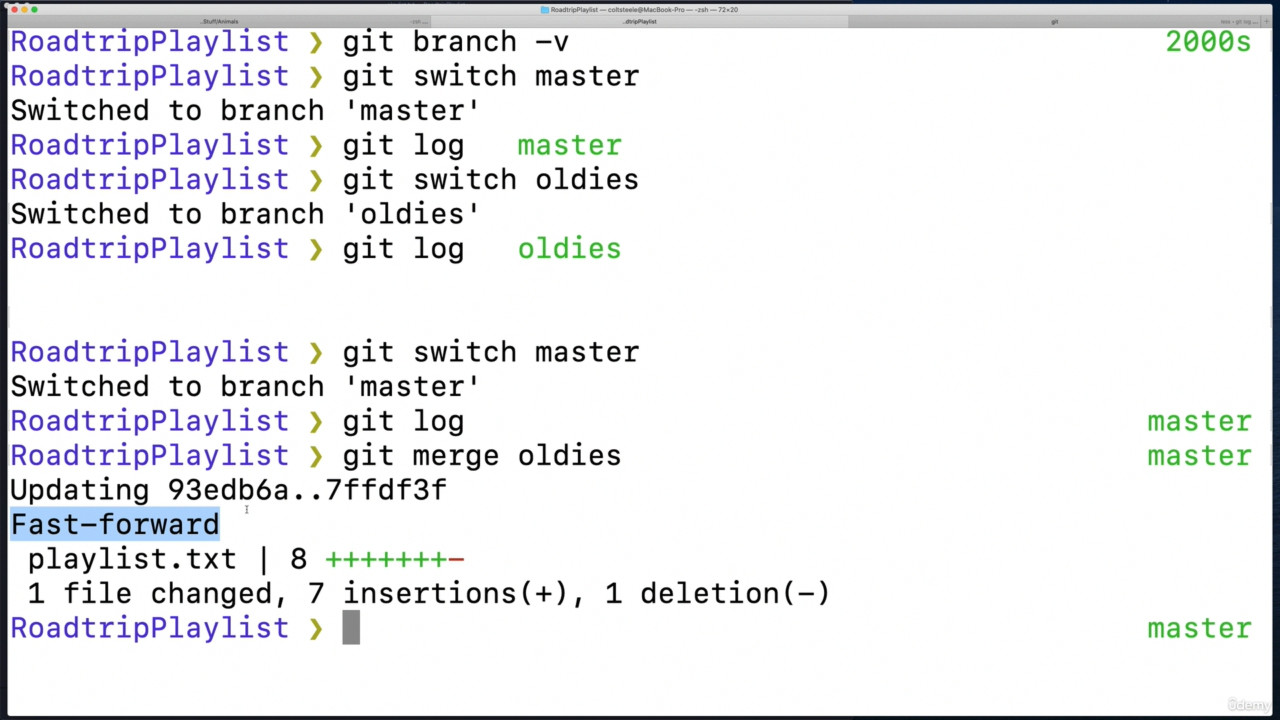 RoadtripPlaylist — coltsteele@MacBook-Pro — -zsh — 72×20
..Stuff/Animals -zsh ..dtripPlaylist git test - git log... +
RoadtripPlaylist ❯ git branch -v 2000s
RoadtripPlaylist ❯ git switch master
Switched to branch 'master'
RoadtripPlaylist ❯ git log master
RoadtripPlaylist ❯ git switch oldies
Switched to branch 'oldies'
RoadtripPlaylist ❯ git log oldies
RoadtripPlaylist ❯ git switch master
Switched to branch 'master'
RoadtripPlaylist ❯ git log master
RoadtripPlaylist ❯ git merge oldies master
Updating 93edb6a..7ffdf3f
Fast-forward
playlist.txt | 8 +++++++-
1 file changed, 7 insertions(+), 1 deletion(-)
RoadtripPlaylist ❯ master
ûdemy